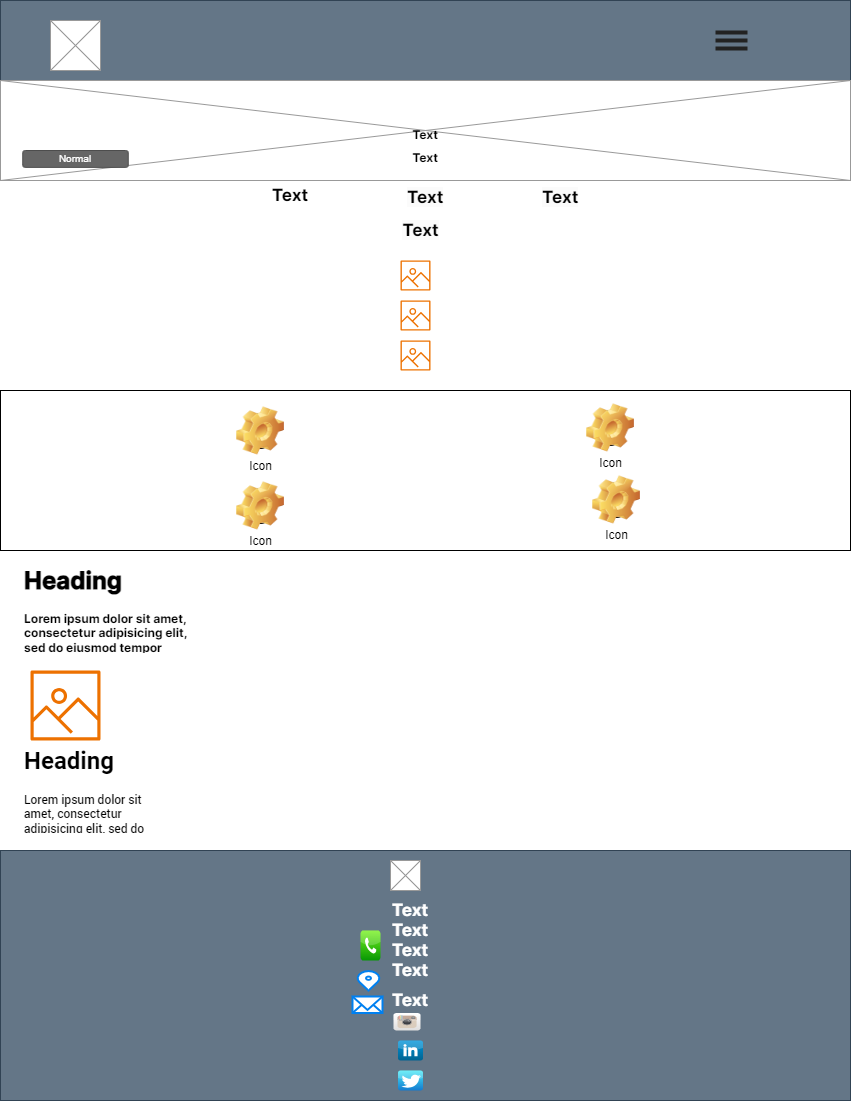 Text
Normal
Text
Text
Text
Text
Text
Icon
Icon
Icon
Icon
Heading
Lorem ipsum dolor sit amet,
consectetur adipisicing elit,
sed do eiusmod tempor
Heading
Lorem ipsum dolor sit
amet, consectetur
adipisicing elit, sed do
Text
Text
Text
Text
Text
in